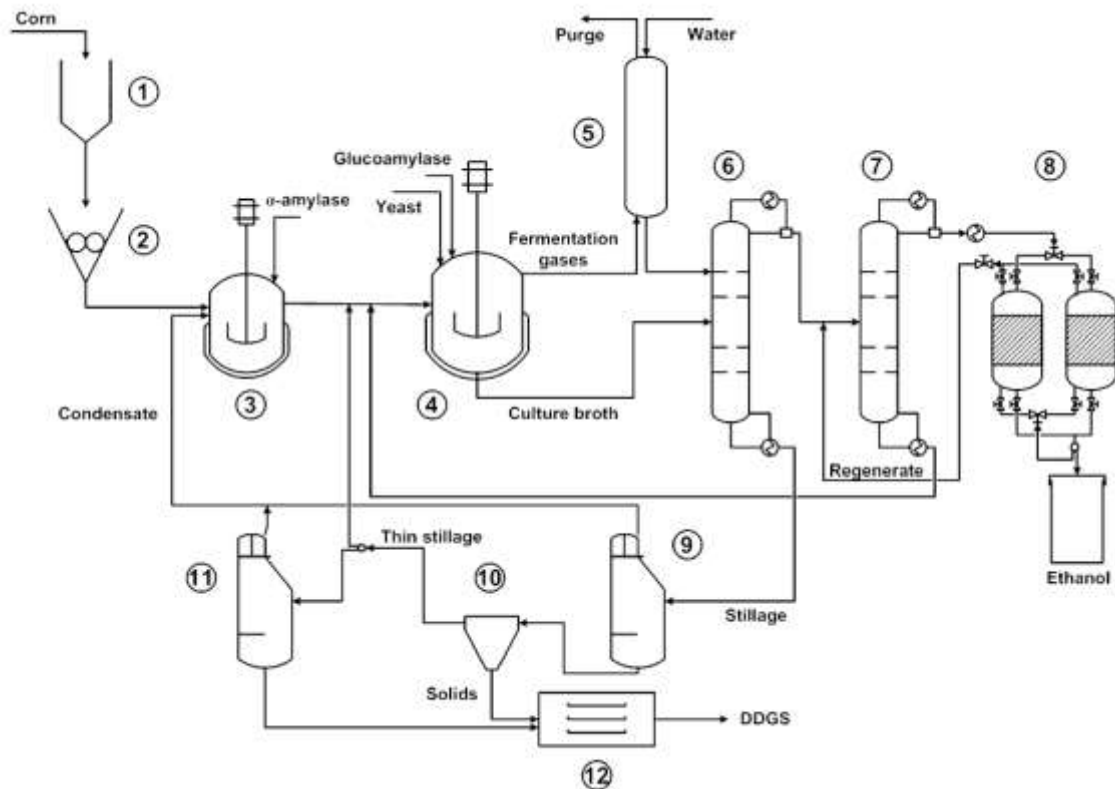 Corn
①
②
α-amylase
③
Glucoamylase
Yeast
④
Purge
Water
⑤
Fermentation
gases
Culture broth
⑥
⑦
⑧
Regenerate
Ethanol
Condensate
Stillage
⑨
Thin stillage
⑩
⑪
Solids
DDGS
⑫